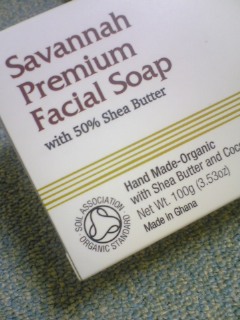 Savannah
Premium
Facial Soap
with 50% Shea Butter
Hand Made-Organic
with Shea Butter and
Net Wt. 100g (3.53oz)
Made in Ghana
SOIL ASSOCIATION
ORGANIC STANDARD